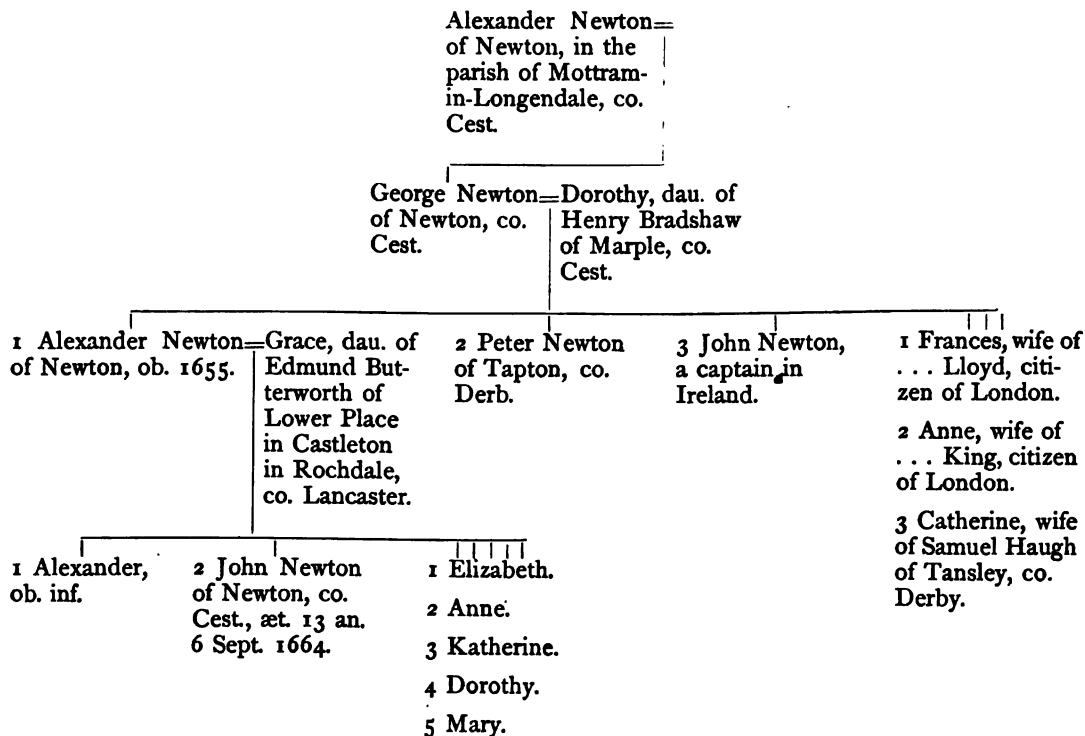 Alexander Newton=
of Newton, in the
parish of Mottram-
in-Longendale, co.
Cest.
George Newton=Dorothy, dau. of
of Newton, co.
Cest.
Henry Bradshaw
of Marple, co.
Cest.
1 Alexander Newton=Grace, dau. of
of Newton, ob. 1655.
Edmund But-
terworth of
Lower Place
in Castleton
in Rochdale,
co. Lancaster.
2 Peter Newton
of Tapton, co.
Derb.
3 John Newton,
a captain in
Ireland.
1 Frances, wife of
... Lloyd, citi-
zen of London.
2 Anne, wife of
... King, citizen
of London.
3 Catherine, wife
of Samuel Haugh
of Tansley, co.
Derby.
1 Alexander,
ob. inf.
2 John Newton
of Newton, co.
Cest., æt. 13 an.
6 Sept. 1664.
1 Elizabeth.
2 Anne.
3 Katherine.
4 Dorothy.
5 Mary.